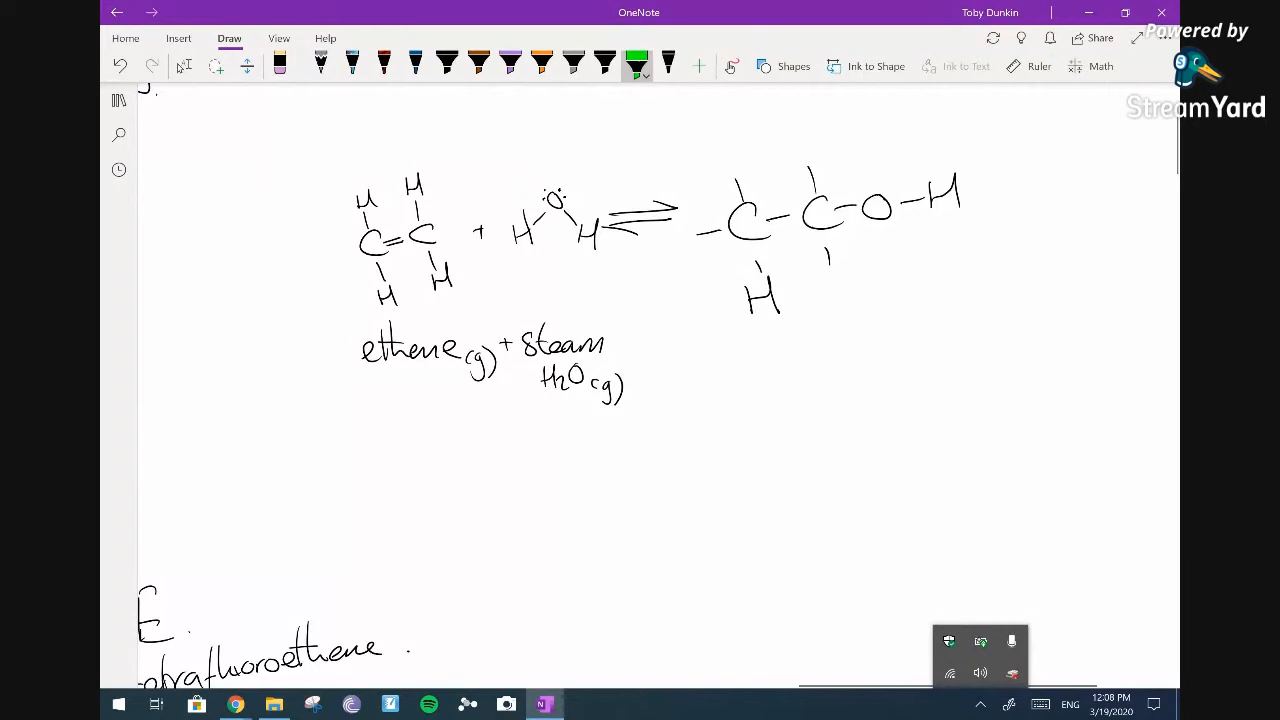 OneNote
Toby Dunkin
Powered by
StreamYard
Home Insert Draw View Help
Share
Shapes
Ink to Shape
Ink to Text
Ruler
Math
H H
C=C + H O H ⇌ C-C-O-H
H H
H
ethene(g) + steam
H2O(g)
E.
trafluoroethene.
ENG
12:08 PM
3/19/2020